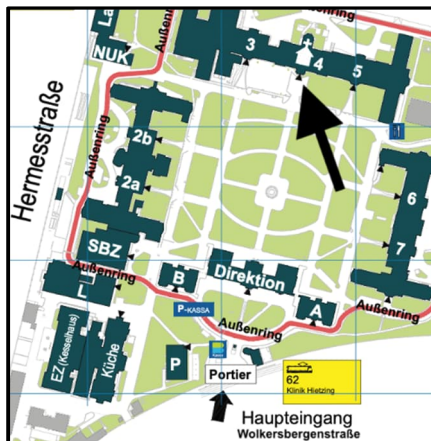 La
NUK
Außenring
3
4
5
Hermesstraße
Außenring
2b
2a
Außenring
6
7
SBZ
Außenring
L
B
Direktion
A
Außenring
P-KASSA
Außenring
EZ (Kesselhaus)
Küche
P
Portier
62
Klinik Hietzing
Haupteingang
Wolkersbergenstraße